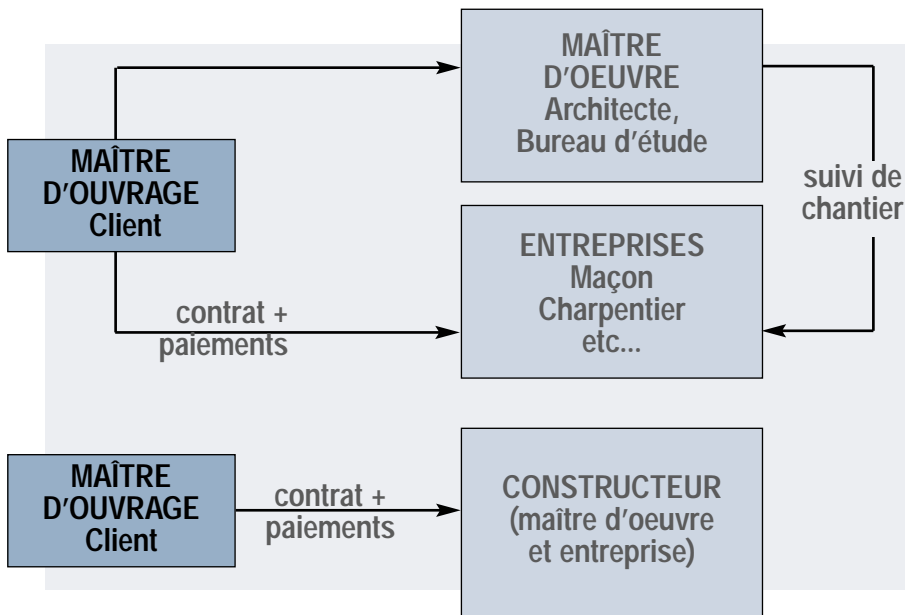 MAÎTRE
D'OEUVRE
Architecte,
Bureau d'étude
MAÎTRE
D'OUVRAGE
Client
suivi de
chantier
ENTREPRISES
Maçon
Charpentier
etc...
contrat +
paiements
MAÎTRE
D'OUVRAGE
Client
contrat +
paiements
CONSTRUCTEUR
(maître d'oeuvre
et entreprise)